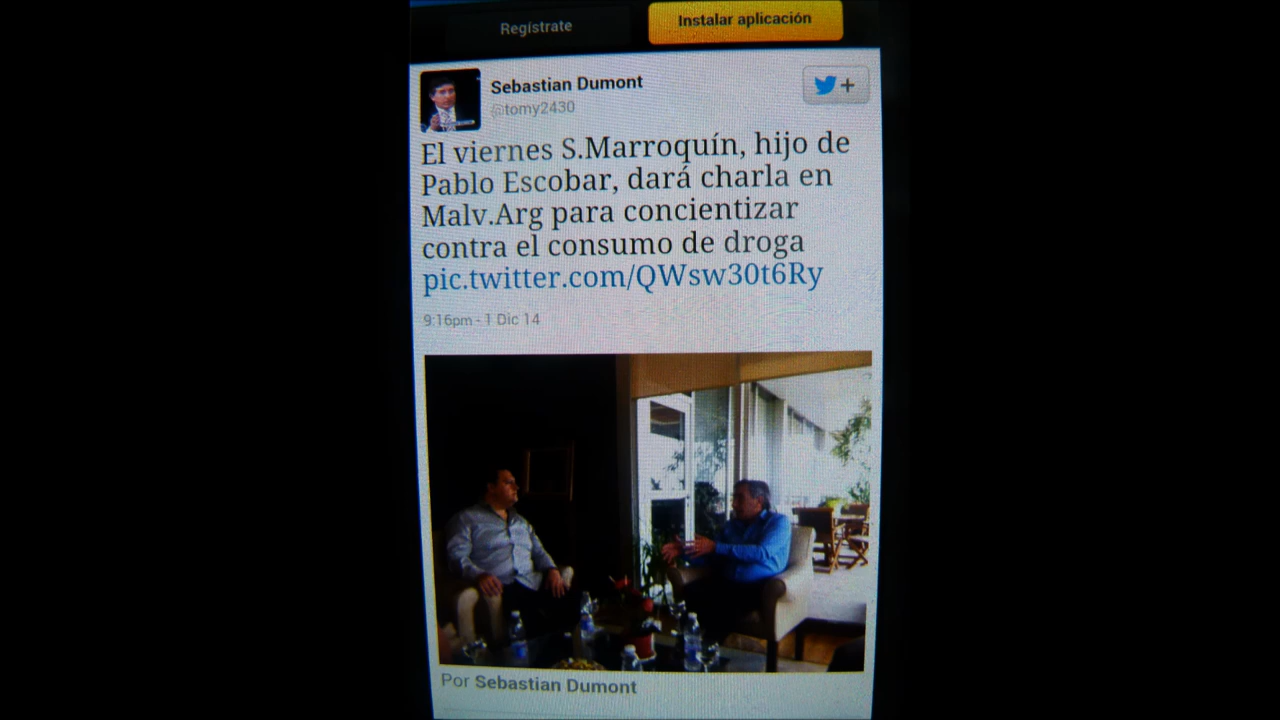 Regístrate
Instalar aplicación
Sebastian Dumont
@tomy2430
El viernes S.Marroquín, hijo de
Pablo Escobar, dará charla en
Malv.Arg para concientizar
contra el consumo de droga
pic.twitter.com/QWsw30t6Ry
9:16pm - 1 Dic 14
Por Sebastian Dumont